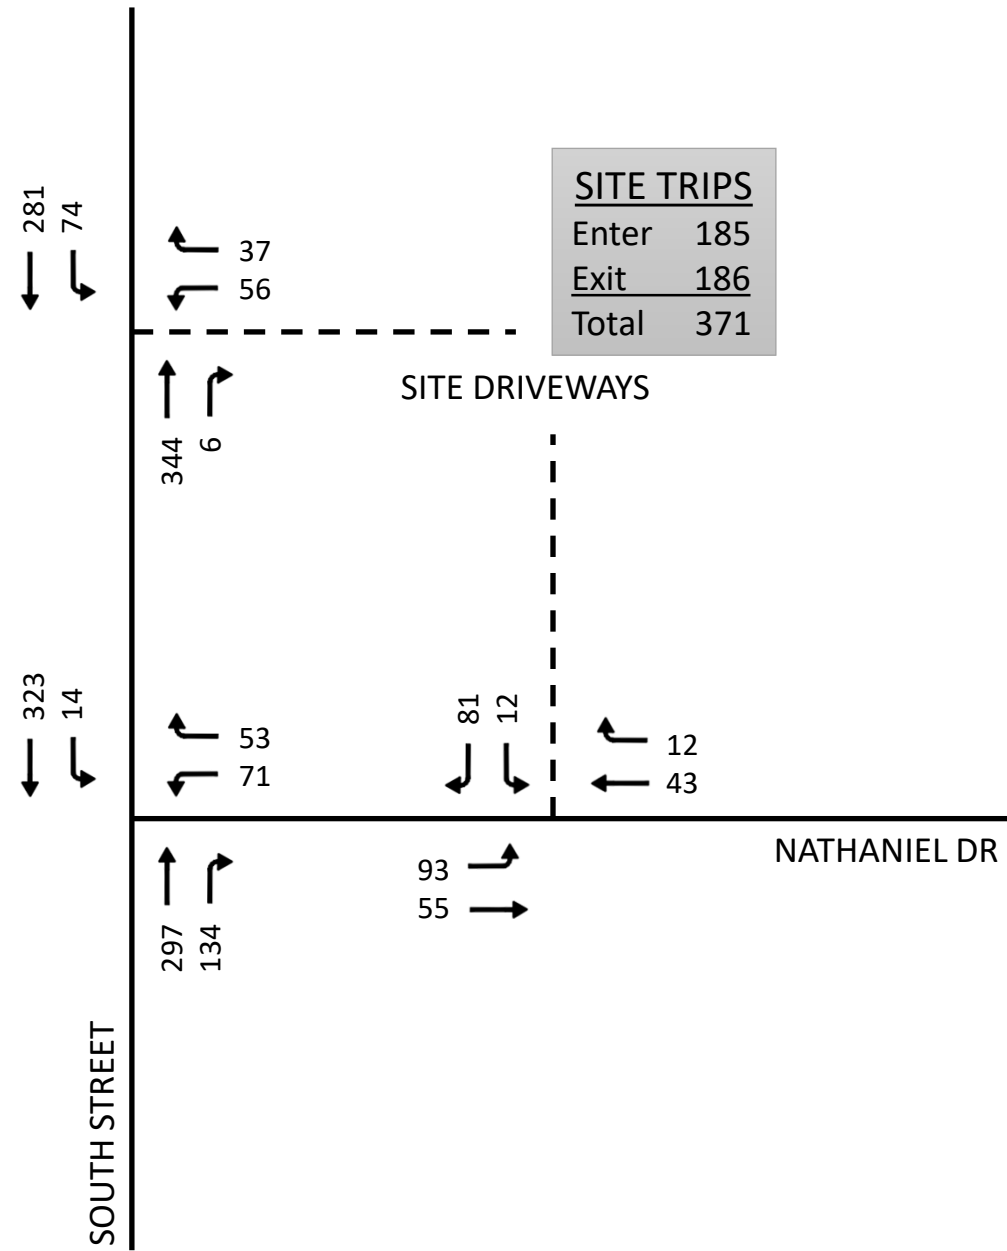 281
74
37
56
SITE TRIPS
Enter 185
Exit 186
Total 371
SITE DRIVEWAYS
344
6
323
14
53
71
81
12
12
43
NATHANIEL DR
93
55
297
134
SOUTH STREET